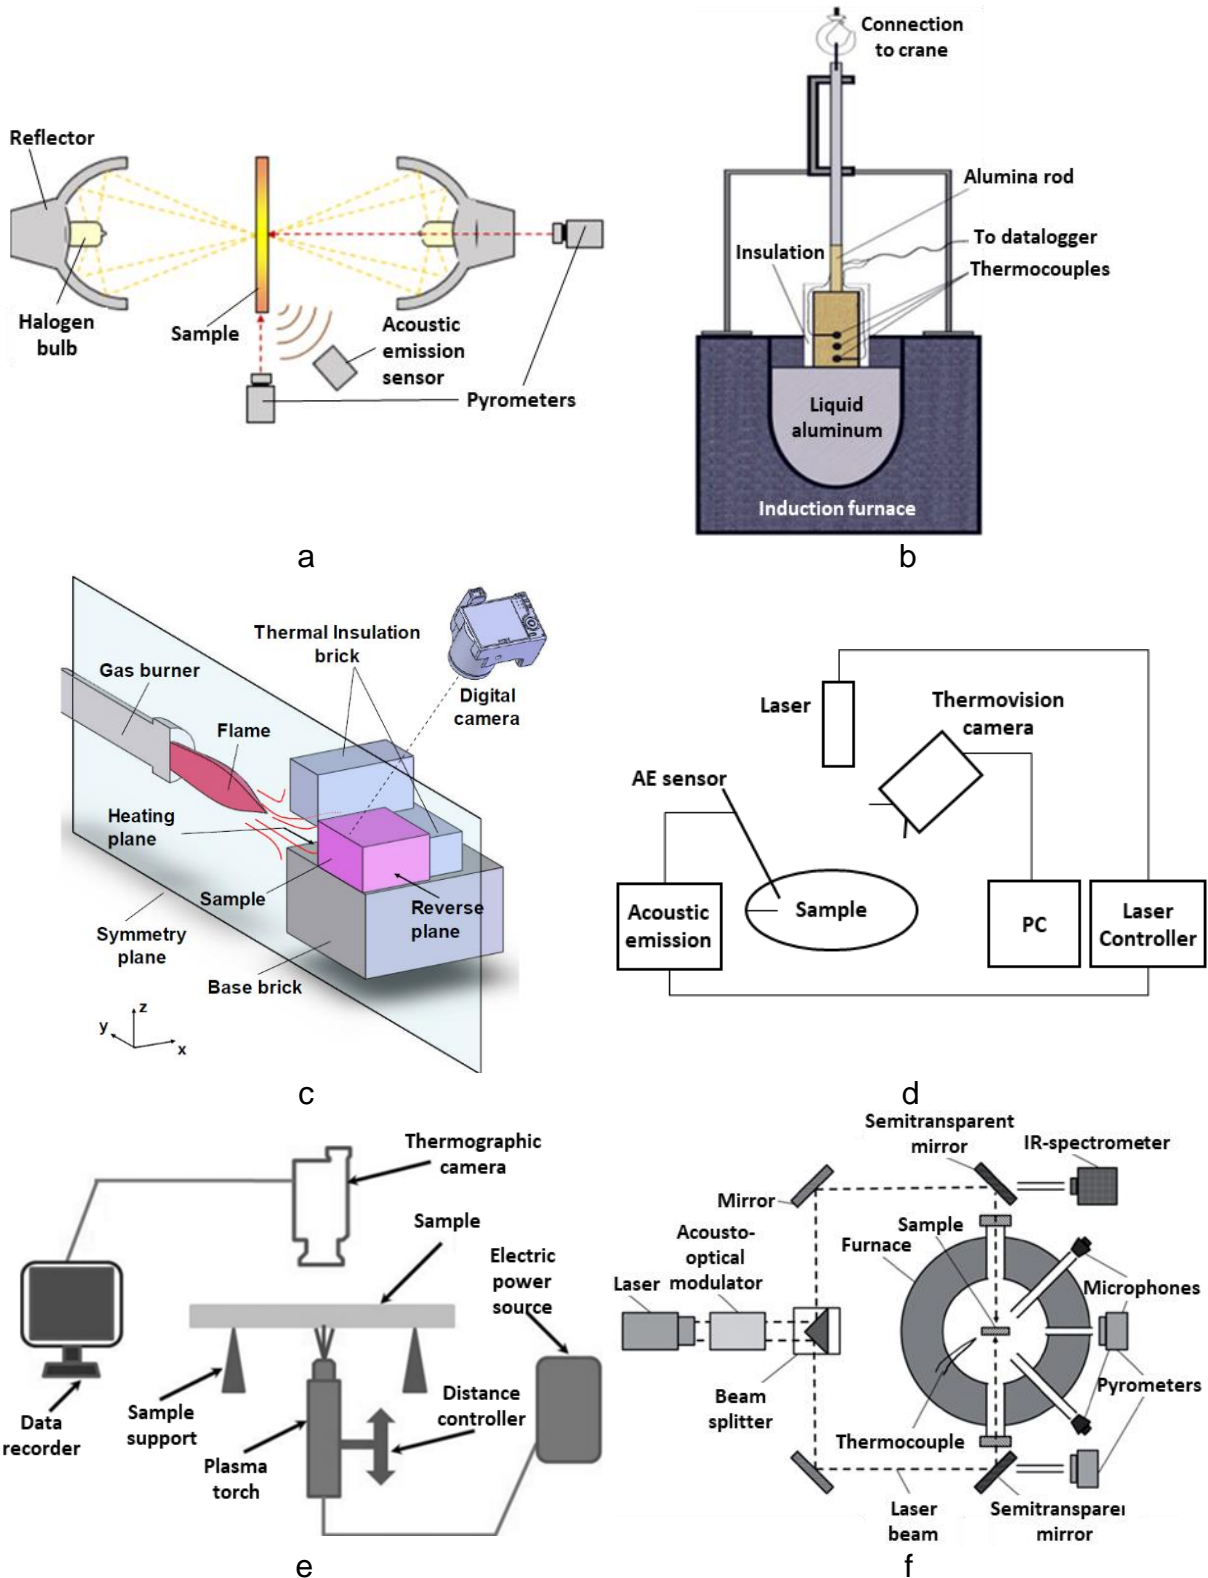 Reflector
Halogen
bulb
Sample
Acoustic
emission
sensor
Pyrometers
a
Connection
to crane
Alumina rod
To datalogger
Insulation
Thermocouples
Liquid
aluminum
Induction furnace
b
Thermal Insulation
brick
Gas burner
Digital
camera
Flame
Heating
plane
Sample
Reverse
plane
Symmetry
plane
Base brick
z
y
x
c
Laser
Thermovision
camera
AE sensor
Acoustic
emission
Sample
PC
Laser
Controller
d
Thermographic
camera
Sample
Electric
power
source
Data
recorder
Sample
support
Distance
controller
Plasma
torch
e
Semitransparent
mirror
IR-spectrometer
Mirror
Sample
Acousto-
optical
modulator
Furnace
Laser
Microphones
Beam
splitter
Pyrometers
Thermocouple
Laser
beam
Semitransparei
mirror
f